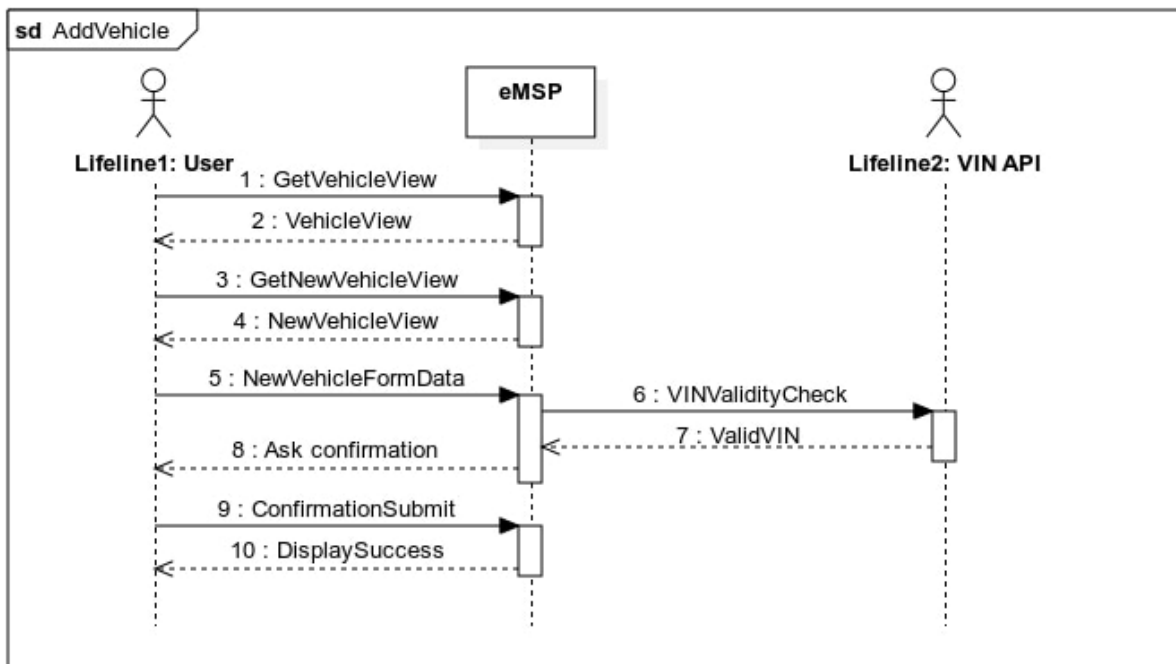 sd AddVehicle
eMSP
Lifeline1: User
Lifeline2: VIN API
1 : GetVehicleView
2 : VehicleView
3 : GetNewVehicleView
4 : NewVehicleView
5 : NewVehicleFormData
6 : VINValidityCheck
7 : ValidVIN
8 : Ask confirmation
9 : ConfirmationSubmit
10 : DisplaySuccess